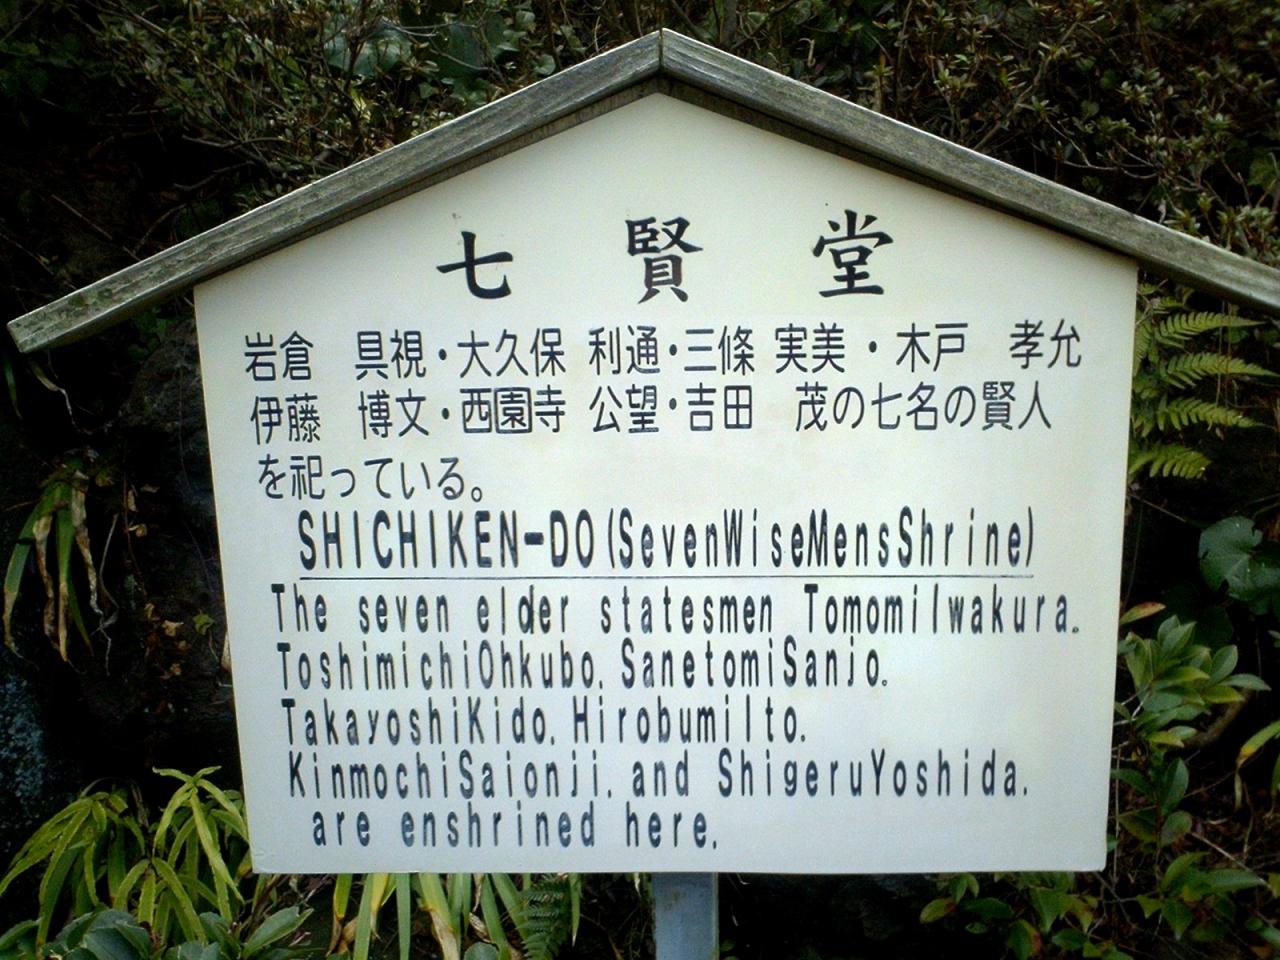 七賢堂
岩倉　具視・大久保 利通・三條 実美・木戸　孝允
伊藤　博文・西園寺 公望・吉田　茂の七名の賢人
を祀っている。
SHICHIKEN-DO(SevenWiseMensShrine)
The seven elder statesmen TomomiIwakura.
ToshimichiOhkubo. SanetomiSanjo.
TakayoshiKido. HirobumiIto.
KinmochiSaionji. and ShigeruYoshida.
are enshrined here.